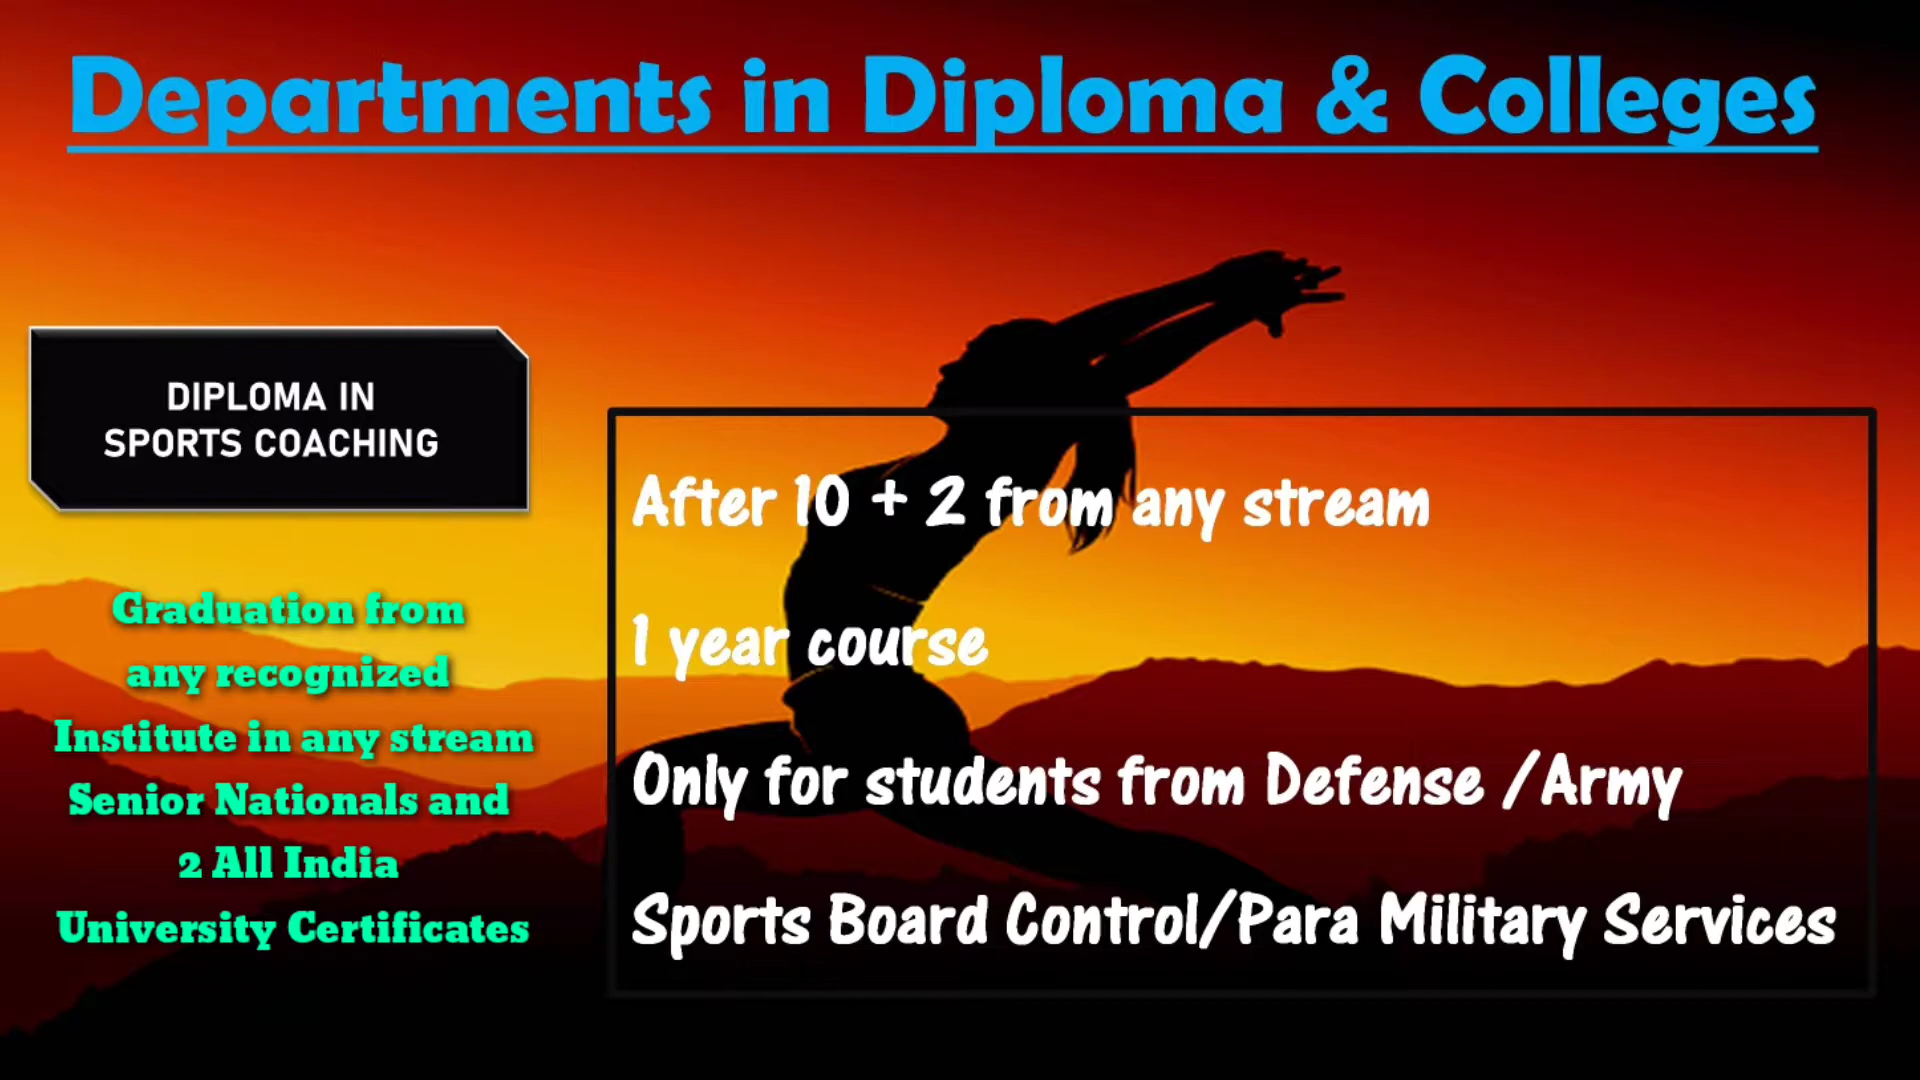 Departments in Diploma & Colleges
DIPLOMA IN
SPORTS COACHING
Graduation from
any recognized
Institute in any stream
Senior Nationals and
2 All India
University Certificates
After 10 + 2 from any stream
1 year course
Only for students from Defense /Army
Sports Board Control/Para Military Services